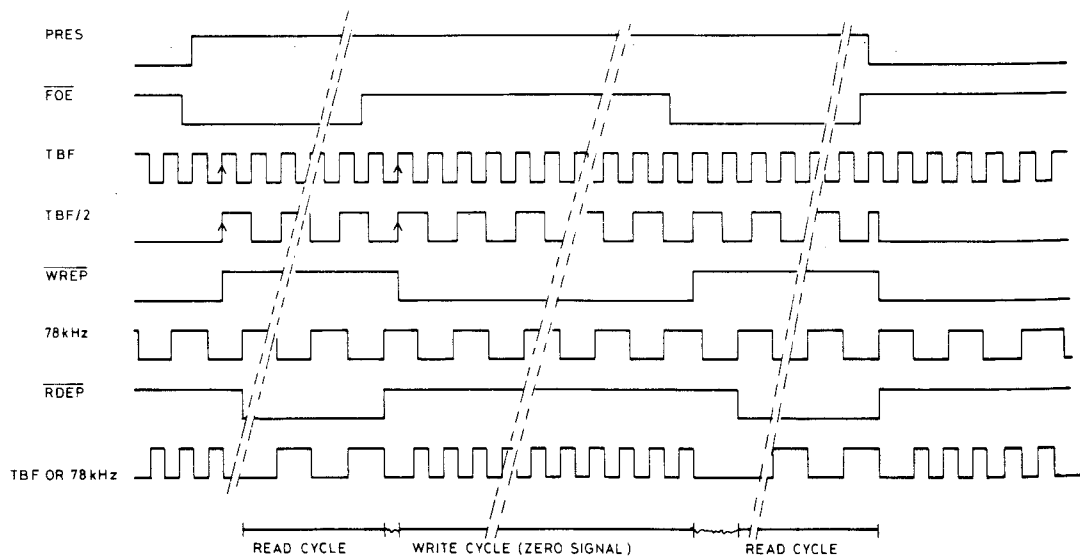 PRES
FOE
TBF
TBF/2
WREP
78kHz
RDEP
TBF OR 78kHz
READ CYCLE
WRITE CYCLE (ZERO SIGNAL)
READ CYCLE